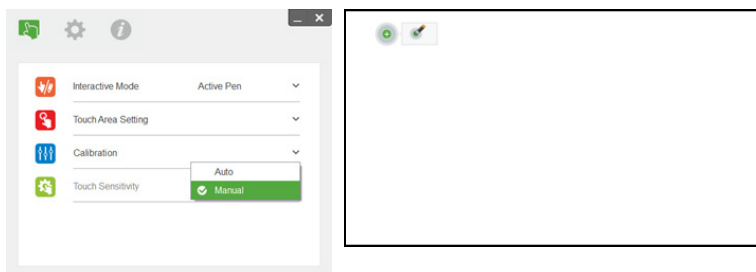 Interactive Mode Active Pen
Touch Area Setting
Calibration
Auto
Touch Sensitivity Manual